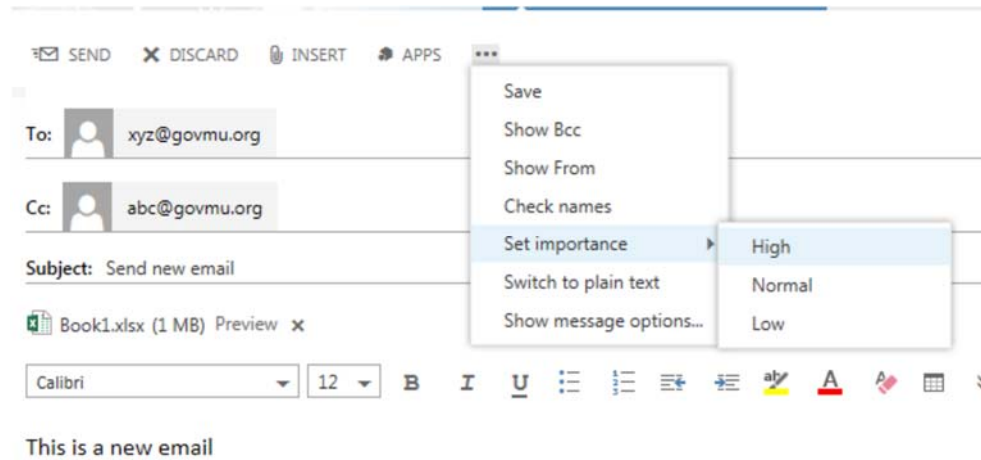 SEND DISCARD INSERT APPS •••
Save
Show Bcc
Show From
Check names
Set importance
Switch to plain text
Show message options...
High
Normal
Low
To: xyz@govmu.org
Cc: abc@govmu.org
Subject: Send new email
Book1.xlsx (1 MB) Preview ×
Calibri 12 B I U
This is a new email